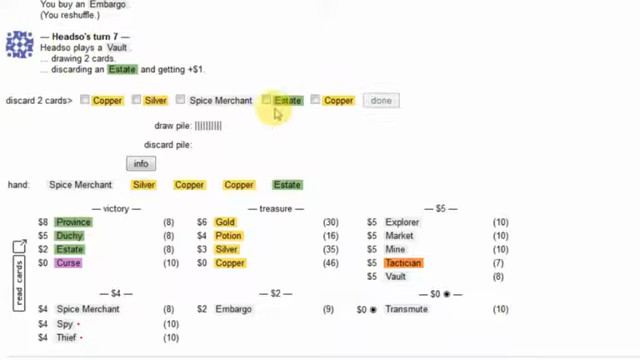 You buy an Embargo.
(You reshuffle.)
— Headso's turn 7 —
Headso plays a Vault.
... drawing 2 cards.
... discarding an Estate and getting +$1.
discard 2 cards> Copper Silver Spice Merchant Estate Copper done
draw pile: ||||||||||
discard pile:
info
hand: Spice Merchant Silver Copper Copper Estate
— victory — — treasure — — $5 —
$8 Province (8) $6 Gold (30) $5 Explorer (10)
$5 Duchy (8) $4 Potion (16) $5 Market (10)
$2 Estate (8) $3 Silver (35) $5 Mine (10)
$0 Curse (10) $0 Copper (46) $5 Tactician (7)
$5 Vault (8)
read cards
— $4 — — $2 — — $0 ◉ —
$4 Spice Merchant (8) $2 Embargo (9) $0 ◉ Transmute (10)
$4 Spy • (10)
$4 Thief • (10)